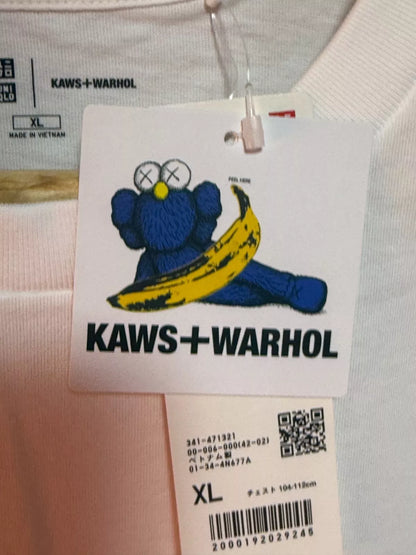 UNI
QLO
KAWS+WARHOL
XL
MADE IN VIETNAM
PEEL HERE
KAWS+WARHOL
341-471321
00-006-000(42-02)
ベトナム製
01-34-4N677A
XL チェスト 104-112cm
2000192029245